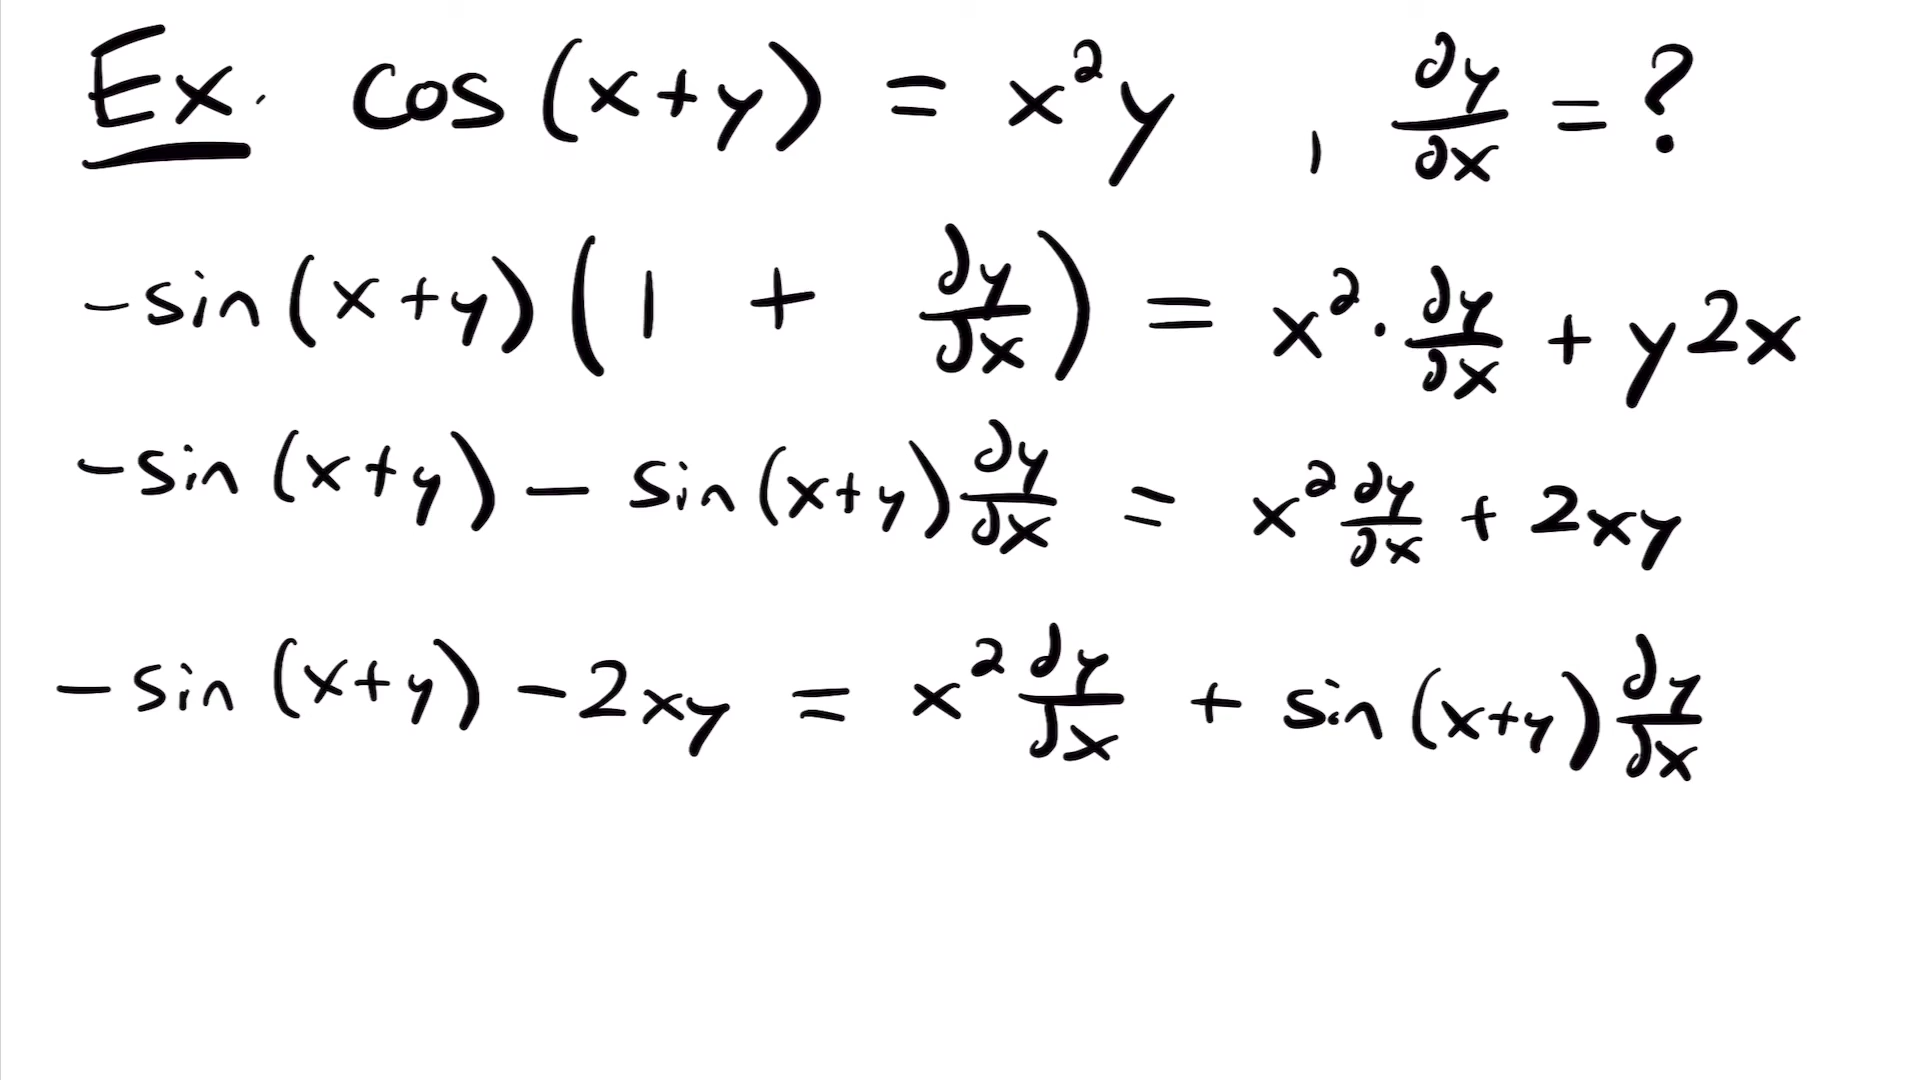 Ex. cos(x+y) = x²y , ∂y/∂x = ?
-sin(x+y)(1 + ∂y/∂x) = x²·∂y/∂x + y2x
-sin(x+y) - sin(x+y)∂y/∂x = x²∂y/∂x + 2xy
-sin(x+y) - 2xy = x²∂y/∂x + sin(x+y)∂y/∂x